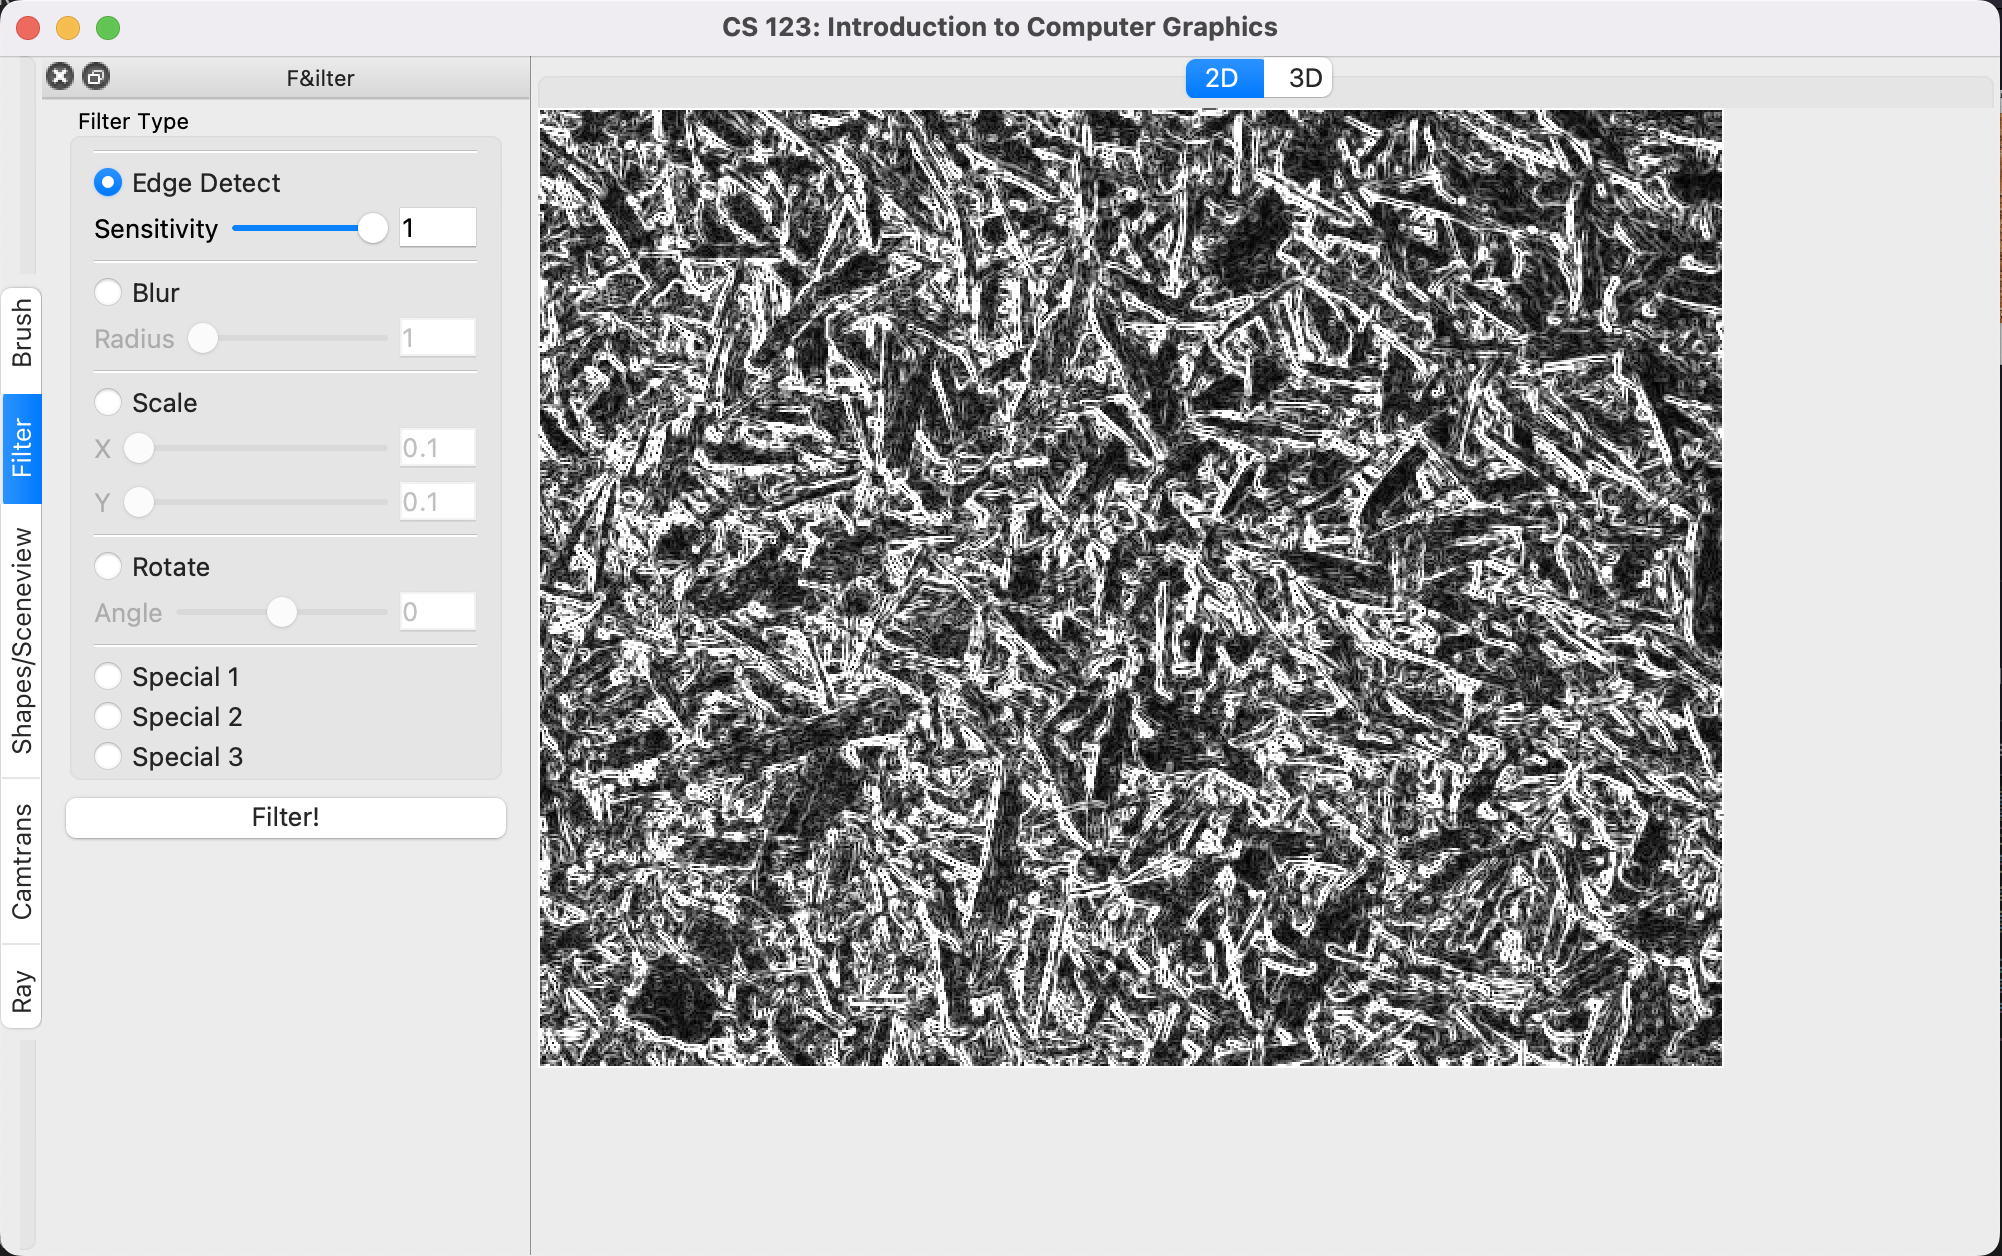 CS 123: Introduction to Computer Graphics
F&ilter
2D 3D
Filter Type
Edge Detect
Sensitivity 1
Blur
Radius 1
Scale
X 0.1
Y 0.1
Rotate
Angle 0
Special 1
Special 2
Special 3
Filter!
Brush
Filter
Shapes/Sceneview
Camtrans
Ray